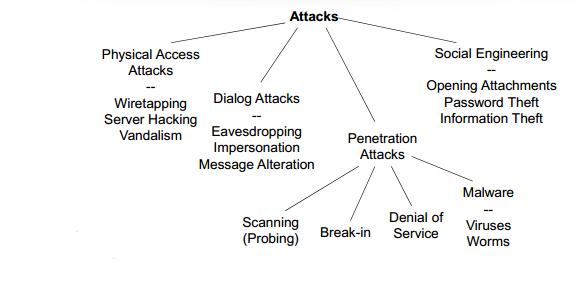 Attacks
Physical Access
Attacks
--
Wiretapping
Server Hacking
Vandalism
Dialog Attacks
--
Eavesdropping
Impersonation
Message Alteration
Penetration
Attacks
Social Engineering
--
Opening Attachments
Password Theft
Information Theft
Scanning
(Probing)
Break-in
Denial of
Service
Malware
--
Viruses
Worms